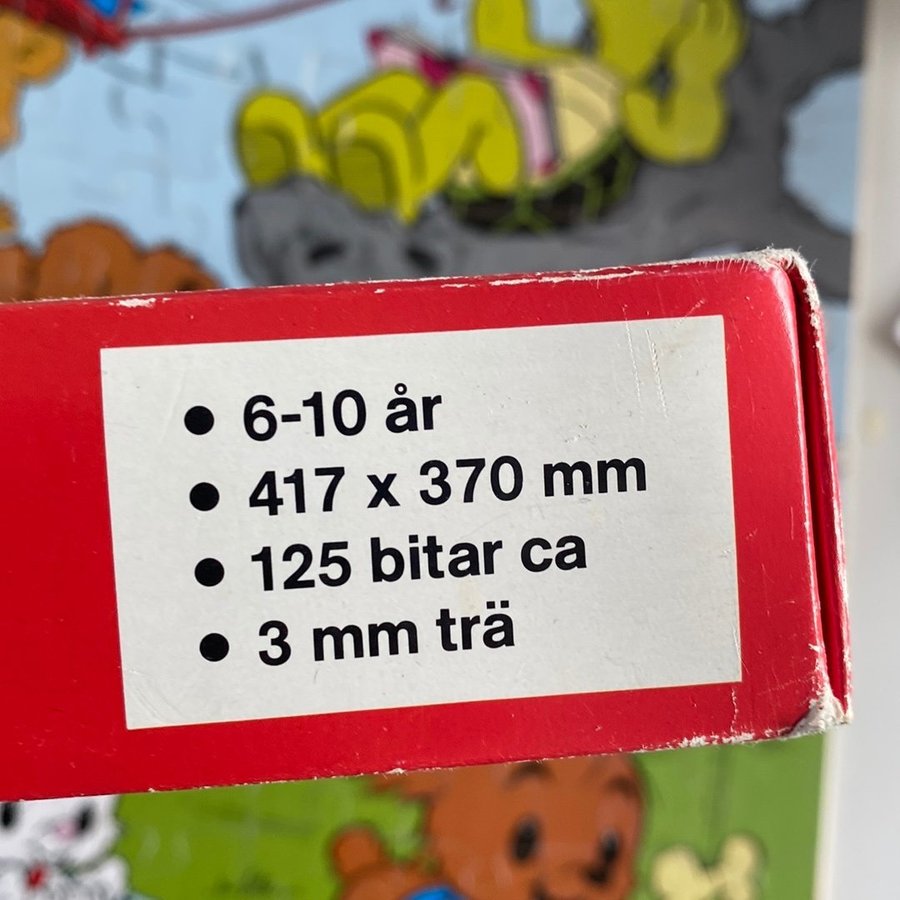 • 6-10 år
• 417 x 370 mm
• 125 bitar ca
• 3 mm trä